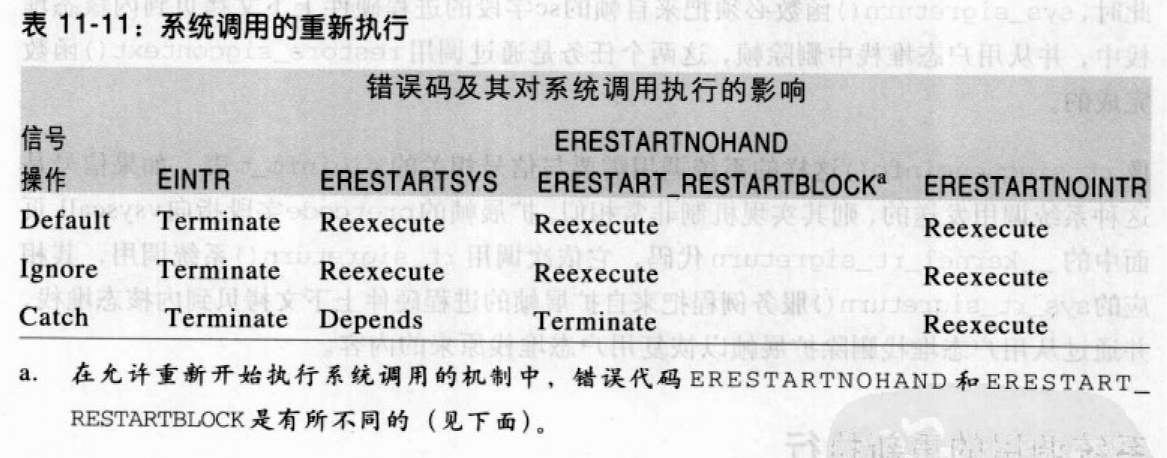 表 11-11：系统调用的重新执行
错误码及其对系统调用执行的影响
信号 ERESTARTNOHAND
操作 EINTR ERESTARTSYS ERESTART_RESTARTBLOCKa ERESTARTNOINTR
Default Terminate Reexecute Reexecute Reexecute
Ignore Terminate Reexecute Reexecute Reexecute
Catch Terminate Depends Terminate Reexecute
a. 在允许重新开始执行系统调用的机制中，错误代码 ERESTARTNOHAND 和 ERESTART_
RESTARTBLOCK 是有所不同的（见下面）。